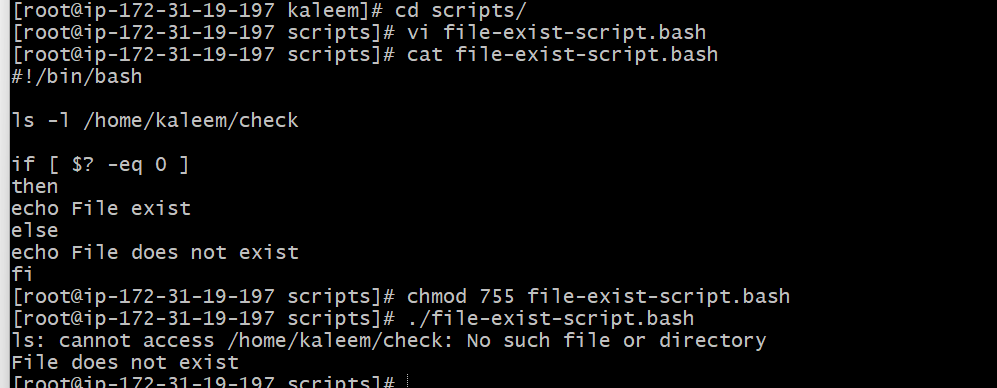 [root@ip-172-31-19-197 kaleem]# cd scripts/
[root@ip-172-31-19-197 scripts]# vi file-exist-script.bash
[root@ip-172-31-19-197 scripts]# cat file-exist-script.bash
#!/bin/bash
ls -l /home/kaleem/check
if [ $? -eq 0 ]
then
echo File exist
else
echo File does not exist
fi
[root@ip-172-31-19-197 scripts]# chmod 755 file-exist-script.bash
[root@ip-172-31-19-197 scripts]# ./file-exist-script.bash
ls: cannot access /home/kaleem/check: No such file or directory
File does not exist
[root@ip-172-31-19-197 scripts]#